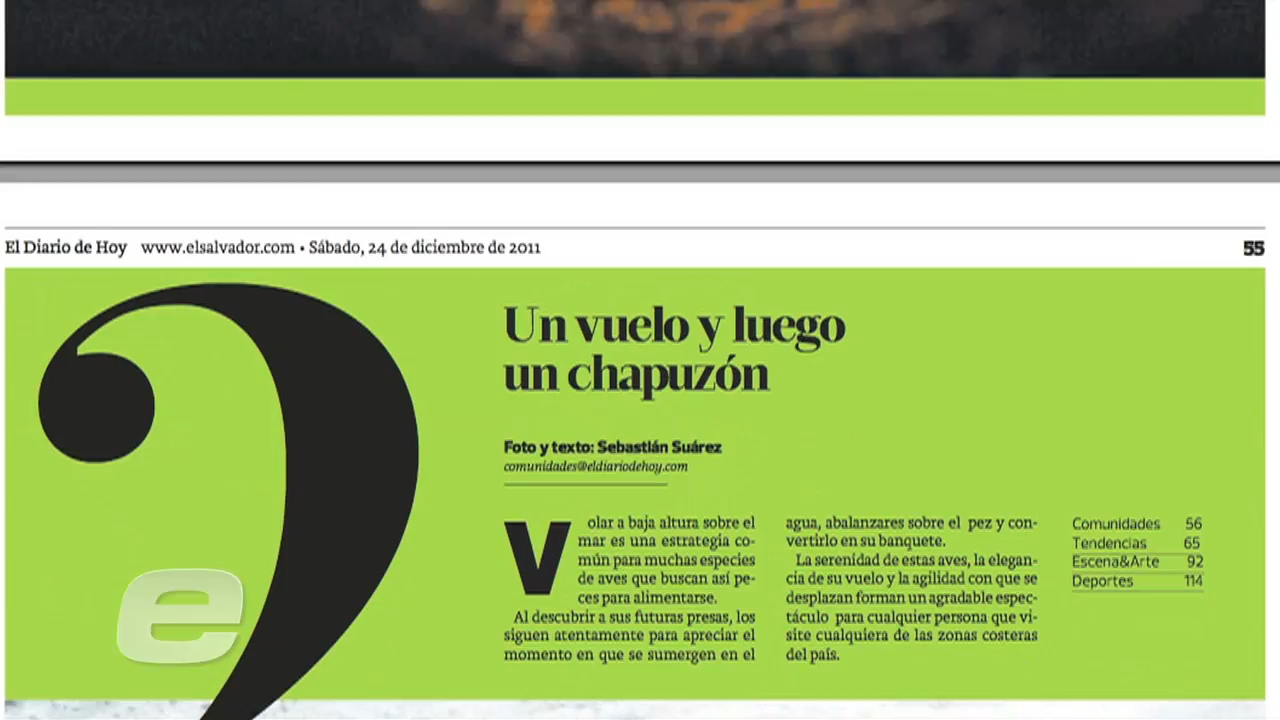 El Diario de Hoy www.elsalvador.com • Sábado, 24 de diciembre de 2011
55
Un vuelo y luego
un chapuzón
Foto y texto: Sebastián Suárez
comunidades@eldiariodehoy.com
Volar a baja altura sobre el
mar es una estrategia co-
mún para muchas especies
de aves que buscan así pe-
ces para alimentarse.
Al descubrir a sus futuras presas, los
siguen atentamente para apreciar el
momento en que se sumergen en el
agua, abalanzares sobre el pez y con-
vertirlo en su banquete.
La serenidad de estas aves, la elegan-
cia de su vuelo y la agilidad con que se
desplazan forman un agradable espec-
táculo para cualquier persona que vi-
site cualquiera de las zonas costeras
del país.
Comunidades 56
Tendencias 65
Escena&Arte 92
Deportes 114
e